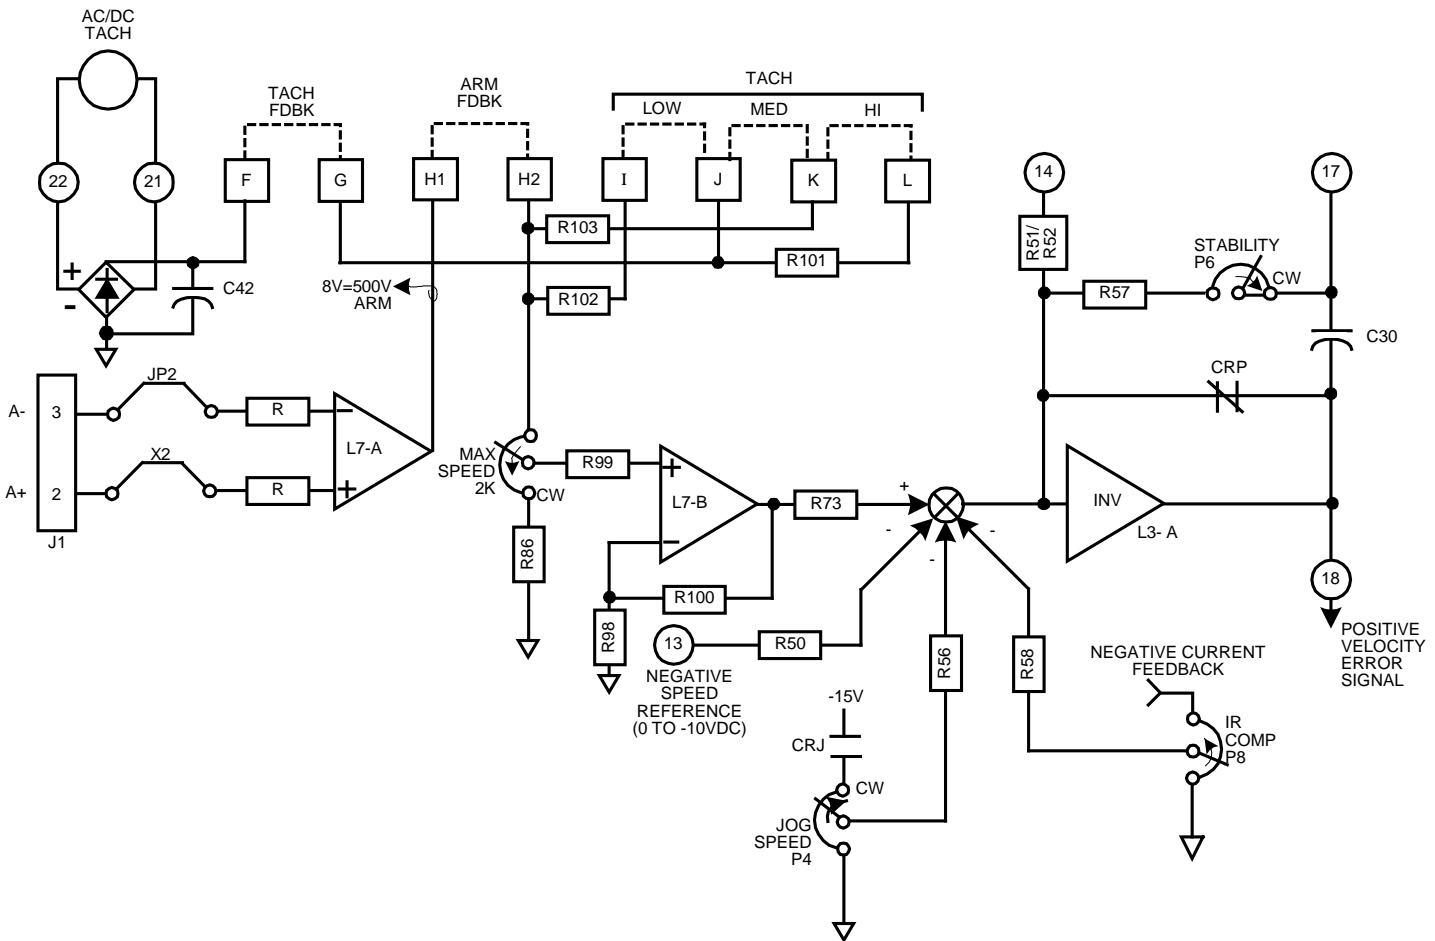 AC/DC
TACH
22
21
TACH
FDBK
ARM
FDBK
TACH
LOW
MED
HI
F
G
H1
H2
I
J
K
L
14
17
R103
R101
R102
8V=500V
ARM
+
-
C42
R51/
R52
STABILITY
P6
CW
R57
C30
CRP
A-
3
JP2
R
-
L7-A
A+
2
X2
R
+
J1
MAX
SPEED
2K
CW
R99
+
L7-B
-
R73
R86
R100
R98
+
-
-
-
INV
L3- A
18
POSITIVE
VELOCITY
ERROR
SIGNAL
13
R50
NEGATIVE
SPEED
REFERENCE
(0 TO -10VDC)
R56
R58
NEGATIVE CURRENT
FEEDBACK
IR
COMP
P8
-15V
CRJ
CW
JOG
SPEED
P4